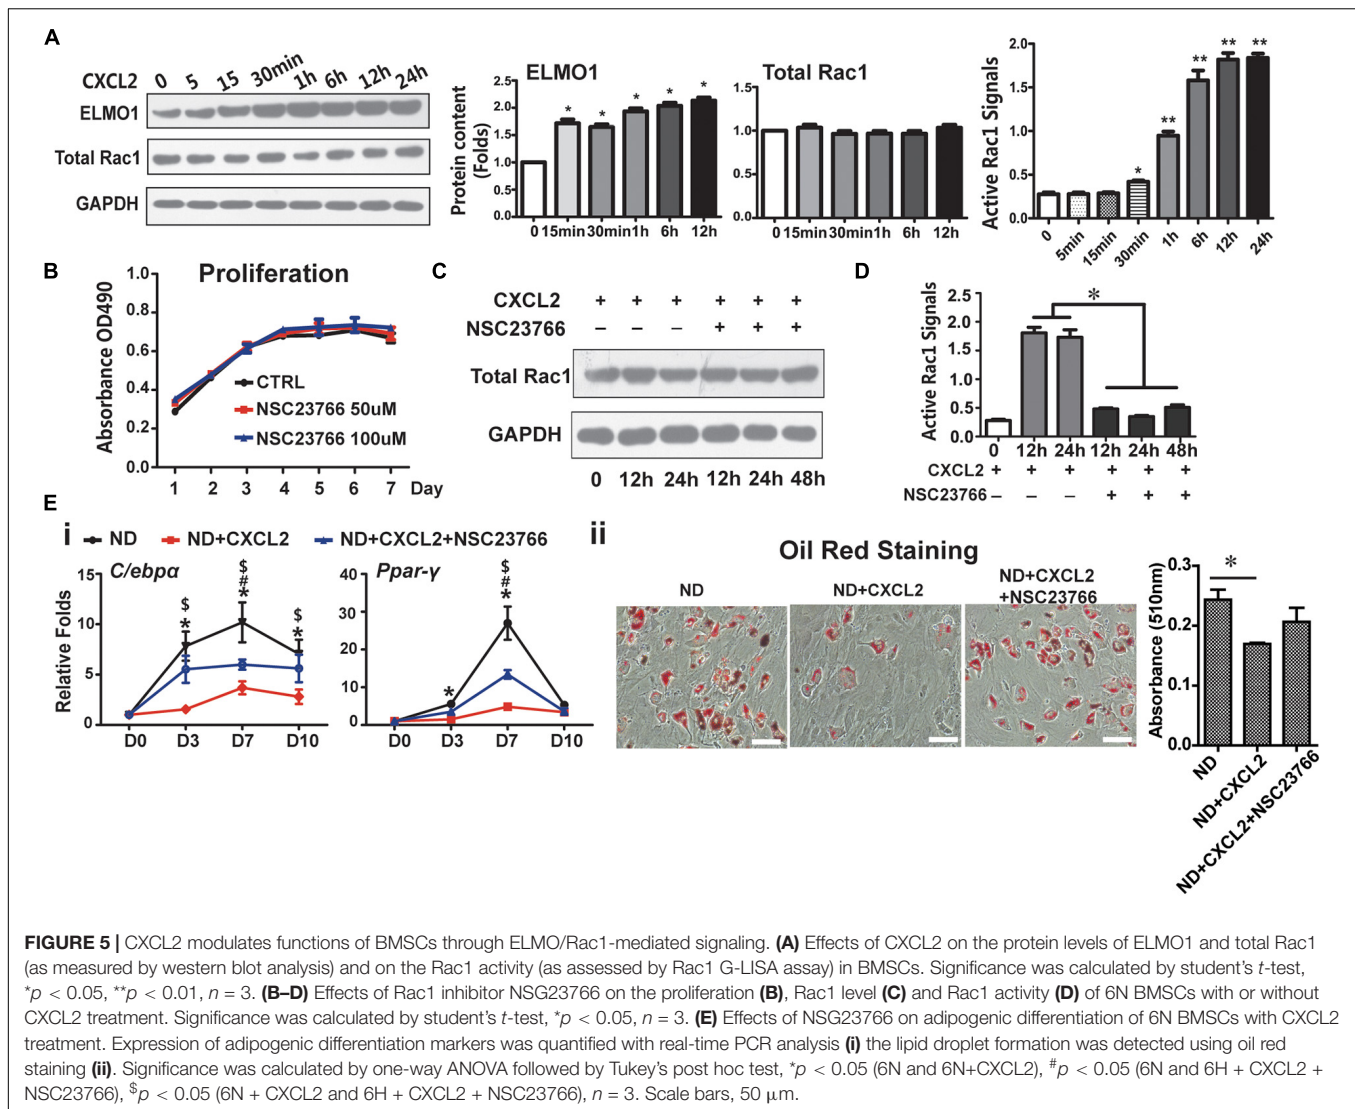 A
CXCL2 0 5 15 30min 1h 6h 12h 24h
ELMO1
Total Rac1
GAPDH
ELMO1
Protein content
(Folds)
2.5
2.0
1.5
1.0
0.5
0.0
* * * * *
0 15min 30min 1h 6h 12h
Total Rac1
1.5
1.0
0.5
0.0
0 15min 30min 1h 6h 12h
Active Rac1 Signals
2.0
1.5
1.0
0.5
0.0
* ** ** ** **
0 5min 15min 30min 1h 6h 12h 24h
B
Proliferation
Absorbance OD490
1.0
0.8
0.6
0.4
0.2
0.0
CTRL
NSC23766 50uM
NSC23766 100uM
1 2 3 4 5 6 7 Day
C
CXCL2 + + + + + +
NSC23766 – – – + + +
Total Rac1
GAPDH
0 12h 24h 12h 24h 48h
D
Active Rac1 Signals
2.5
2.0
1.5
1.0
0.5
0.0
*
0 12h 24h 12h 24h 48h
CXCL2 + + + + + +
NSC23766 – – – + + +
E
i ND ND+CXCL2 ND+CXCL2+NSC23766
C/ebpα
Relative Folds
15
10
5
0
$
*
$
#
*
$
*
D0 D3 D7 D10
Ppar-γ
40
30
20
10
0
*
$
#
*
D0 D3 D7 D10
ii
Oil Red Staining
ND
ND+CXCL2
ND+CXCL2
+NSC23766
Absorbance (510nm)
0.3
0.2
0.1
0.0
*
ND
ND+CXCL2
ND+CXCL2+NSC23766
FIGURE 5 | CXCL2 modulates functions of BMSCs through ELMO/Rac1-mediated signaling. (A) Effects of CXCL2 on the protein levels of ELMO1 and total Rac1
(as measured by western blot analysis) and on the Rac1 activity (as assessed by Rac1 G-LISA assay) in BMSCs. Significance was calculated by student's t-test,
*p < 0.05, **p < 0.01, n = 3. (B–D) Effects of Rac1 inhibitor NSG23766 on the proliferation (B), Rac1 level (C) and Rac1 activity (D) of 6N BMSCs with or without
CXCL2 treatment. Significance was calculated by student's t-test, *p < 0.05, n = 3. (E) Effects of NSG23766 on adipogenic differentiation of 6N BMSCs with CXCL2
treatment. Expression of adipogenic differentiation markers was quantified with real-time PCR analysis (i) the lipid droplet formation was detected using oil red
staining (ii). Significance was calculated by one-way ANOVA followed by Tukey's post hoc test, *p < 0.05 (6N and 6N+CXCL2), #p < 0.05 (6N and 6H + CXCL2 +
NSC23766), $p < 0.05 (6N + CXCL2 and 6H + CXCL2 + NSC23766), n = 3. Scale bars, 50 μm.